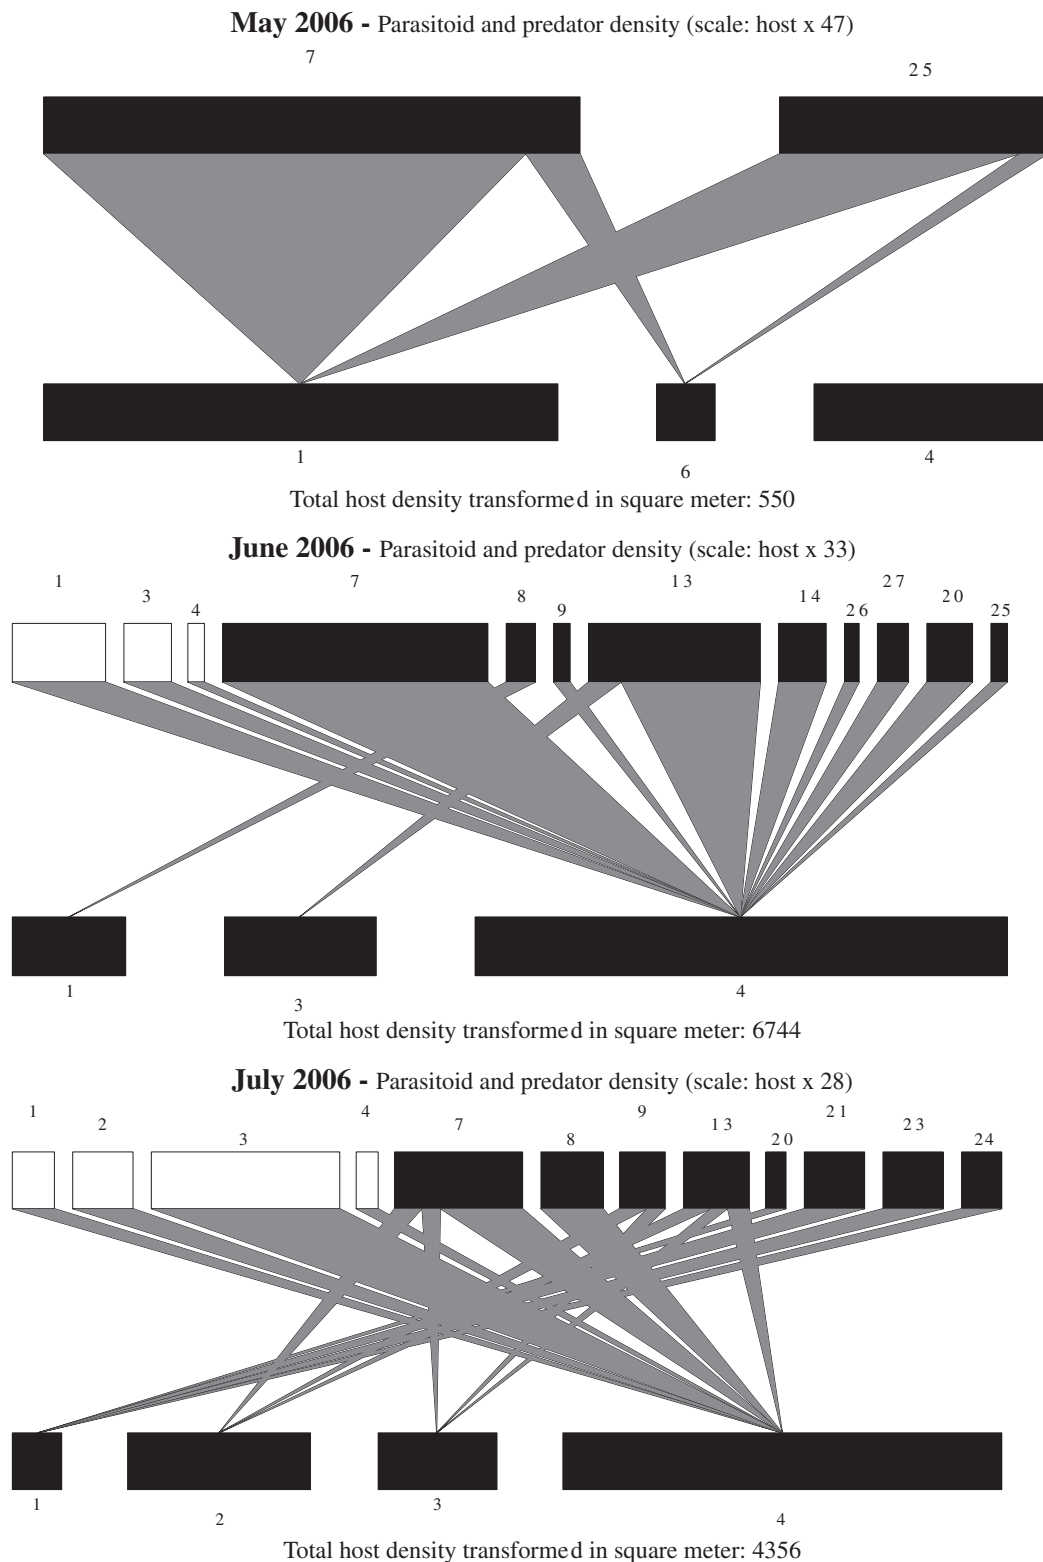 May 2006 - Parasitoid and predator density (scale: host x 47)
7 25
1 6 4
Total host density transformed in square meter: 550
June 2006 - Parasitoid and predator density (scale: host x 33)
1 3 4 7 8 9 13 14 26 27 20 25
1 3 4
Total host density transformed in square meter: 6744
July 2006 - Parasitoid and predator density (scale: host x 28)
1 2 3 4 7 8 9 13 20 21 23 24
1 2 3 4
Total host density transformed in square meter: 4356